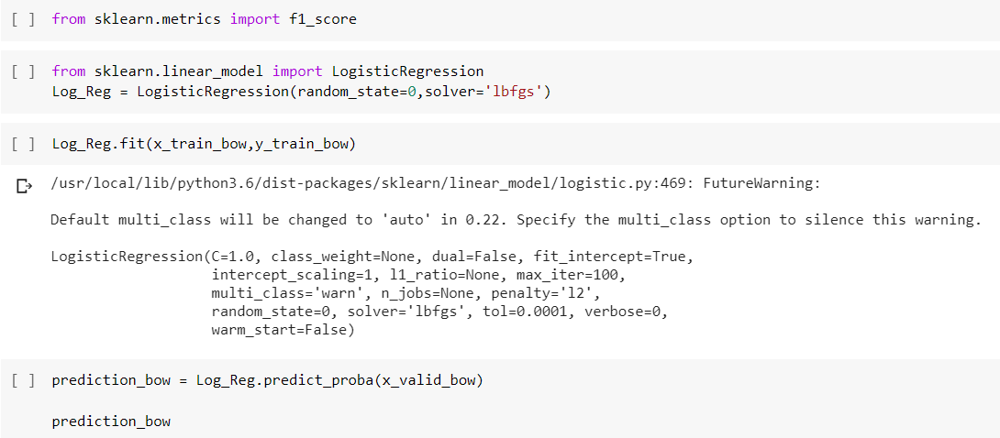 [ ] from sklearn.metrics import f1_score
[ ] from sklearn.linear_model import LogisticRegression
Log_Reg = LogisticRegression(random_state=0,solver='lbfgs')
[ ] Log_Reg.fit(x_train_bow,y_train_bow)
/usr/local/lib/python3.6/dist-packages/sklearn/linear_model/logistic.py:469: FutureWarning:
Default multi_class will be changed to 'auto' in 0.22. Specify the multi_class option to silence this warning.
LogisticRegression(C=1.0, class_weight=None, dual=False, fit_intercept=True,
intercept_scaling=1, l1_ratio=None, max_iter=100,
multi_class='warn', n_jobs=None, penalty='l2',
random_state=0, solver='lbfgs', tol=0.0001, verbose=0,
warm_start=False)
[ ] prediction_bow = Log_Reg.predict_proba(x_valid_bow)
prediction_bow